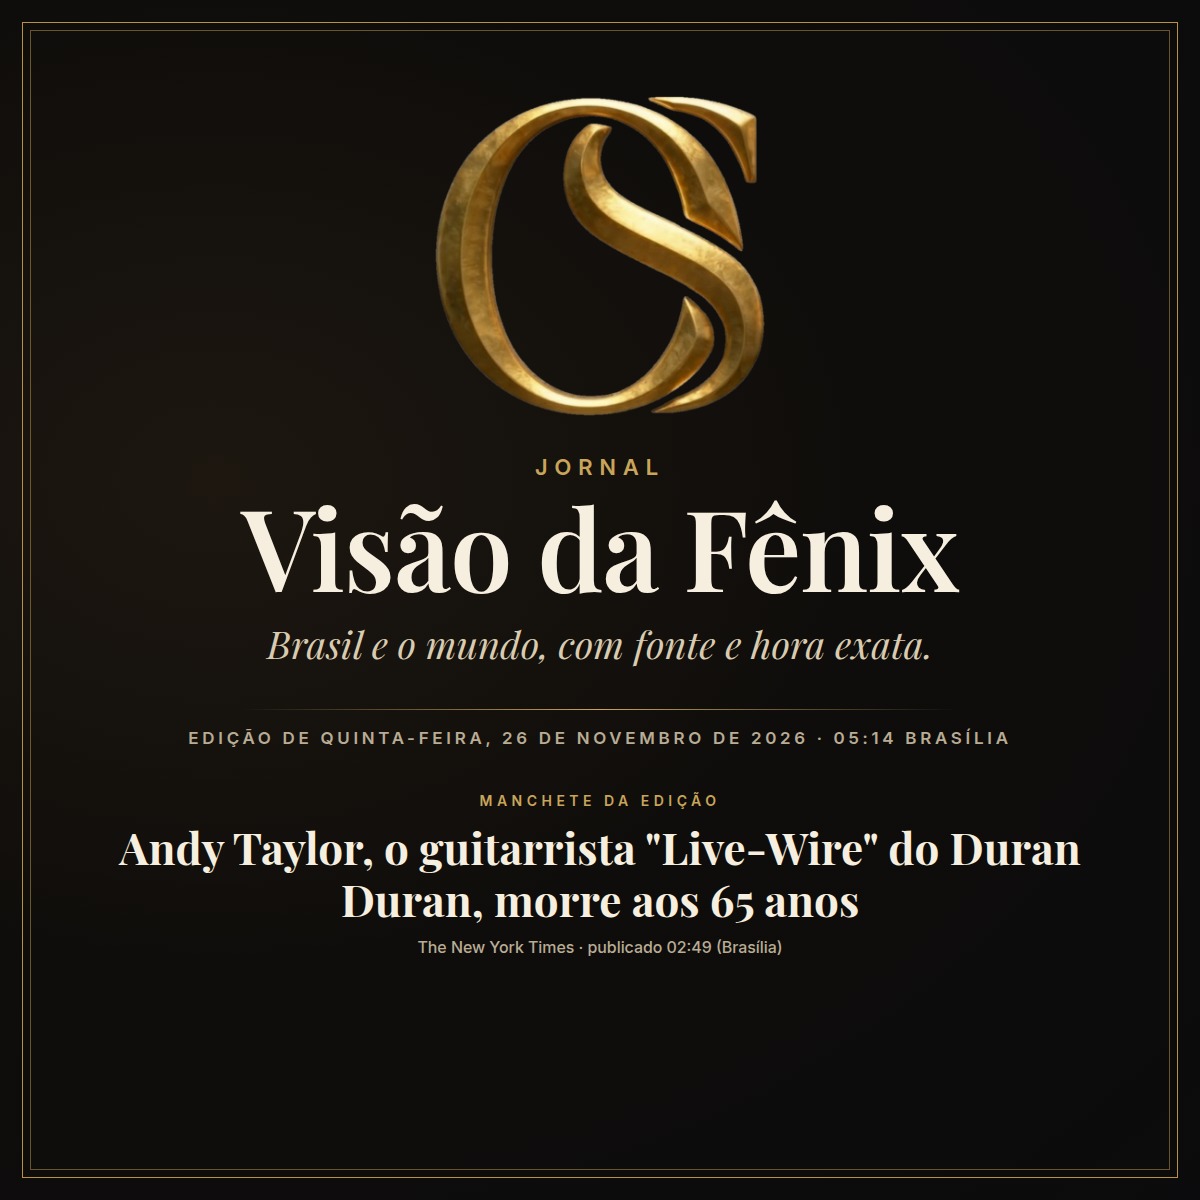 CS
JORNAL
Visão da Fênix
Brasil e o mundo, com fonte e hora exata.
EDIÇÃO DE QUINTA-FEIRA, 26 DE NOVEMBRO DE 2026 · 05:14 BRASÍLIA
MANCHETE DA EDIÇÃO
Andy Taylor, o guitarrista "Live-Wire" do Duran
Duran, morre aos 65 anos
The New York Times · publicado 02:49 (Brasília)